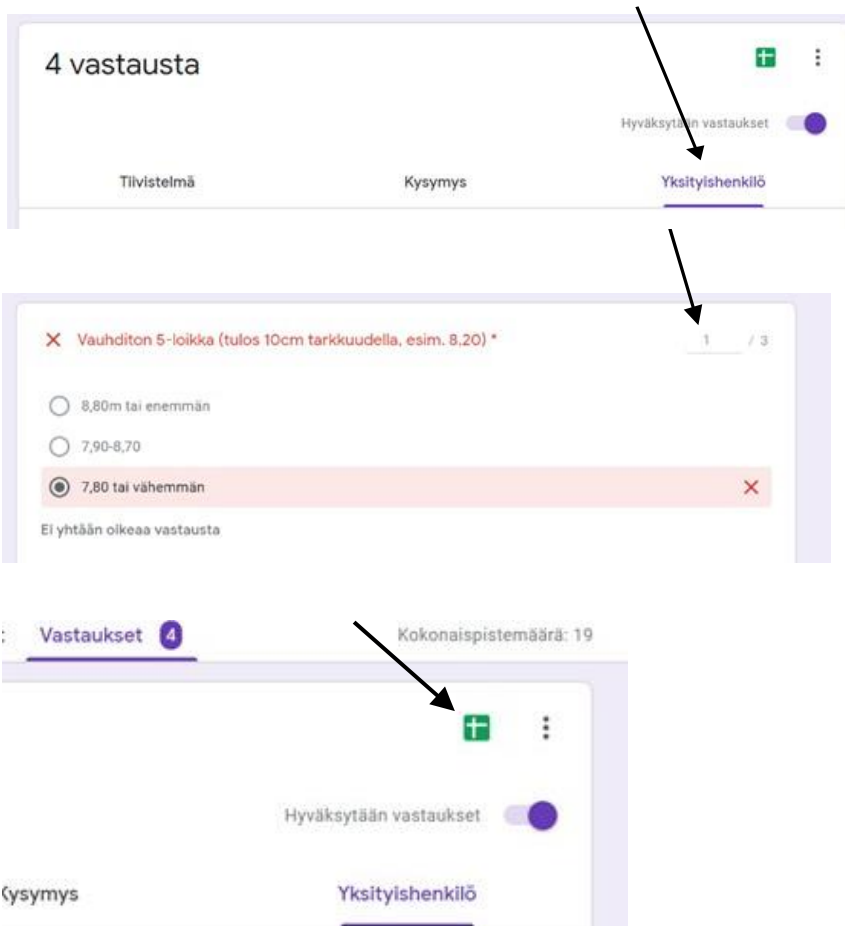 4 vastausta
Hyväksytään vastaukset
Tiivistelmä Kysymys Yksityishenkilö
Vauhditon 5-loikka (tulos 10cm tarkkuudella, esim. 8,20) * 1 / 3
8,80m tai enemmän
7,90-8,70
7,80 tai vähemmän
Ei yhtään oikeaa vastausta
Vastaukset 4 Kokonaispistemäärä: 19
Hyväksytään vastaukset
Kysymys Yksityishenkilö